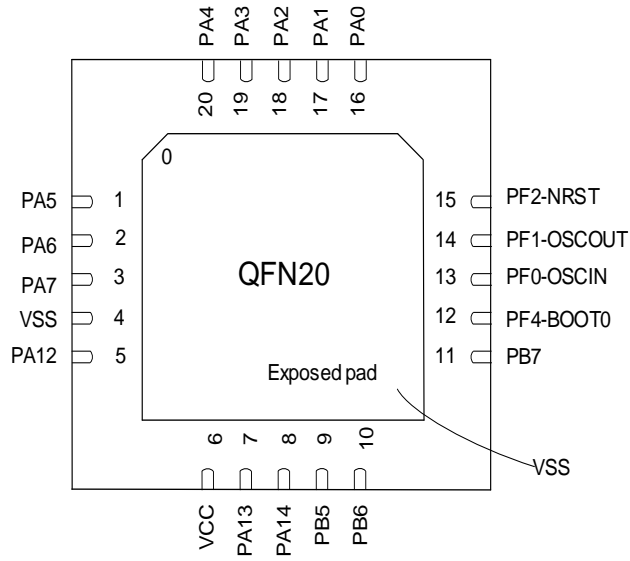 PA4 PA3 PA2 PA1 PA0
20 19 18 17 16
0
PA5 1 15 PF2-NRST
PA6 2 14 PF1-OSCOUT
PA7 3 QFN20 13 PF0-OSCIN
VSS 4 12 PF4-BOOT0
PA12 5 11 PB7
Exposed pad
6 7 8 9 10
VSS
VCC PA13 PA14 PB5 PB6